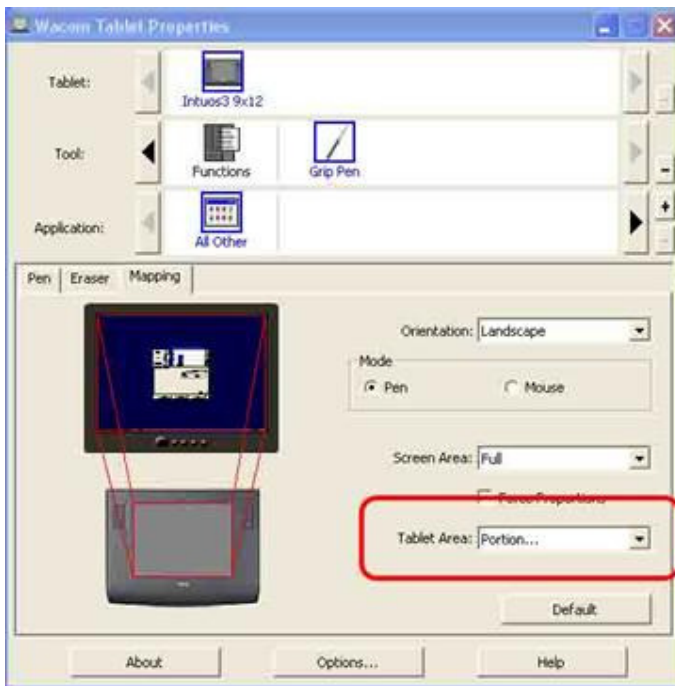 Wacom Tablet Properties
Tablet:
Intuos3 9x12
Tool:
Functions
Grip Pen
Application:
All Other
Pen
Eraser
Mapping
Orientation: Landscape
Mode
Pen
Mouse
Screen Area: Full
Force Proportions
Tablet Area: Portion...
Default
About
Options...
Help